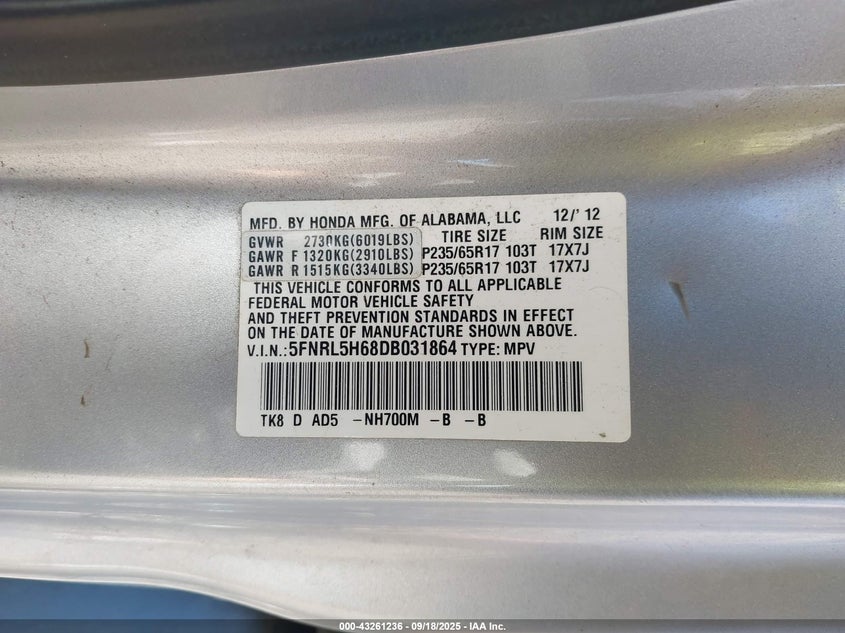 MFD. BY HONDA MFG. OF ALABAMA, LLC 12/' 12
GVWR 2730KG(6019LBS) TIRE SIZE RIM SIZE
GAWR F 1320KG(2910LBS) P235/65R17 103T 17X7J
GAWR R 1515KG(3340LBS) P235/65R17 103T 17X7J
THIS VEHICLE CONFORMS TO ALL APPLICABLE
FEDERAL MOTOR VEHICLE SAFETY
AND THEFT PREVENTION STANDARDS IN EFFECT
ON THE DATE OF MANUFACTURE SHOWN ABOVE.
V.I.N.: 5FNRL5H68DB031864 TYPE: MPV
TK8 D AD5 -NH700M -B -B
000-43261236 - 09/18/2025 - IAA Inc.